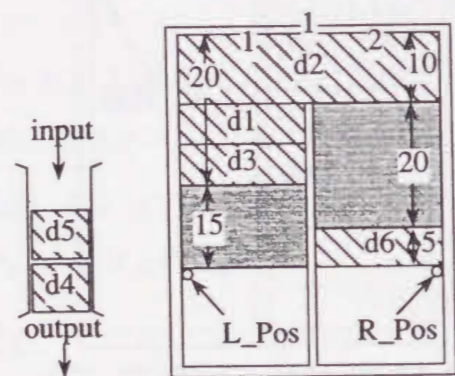 1
1 2
20 d2 10
d1
input
d3
20
15
d5
d6 5
d4
output
L_Pos R_Pos